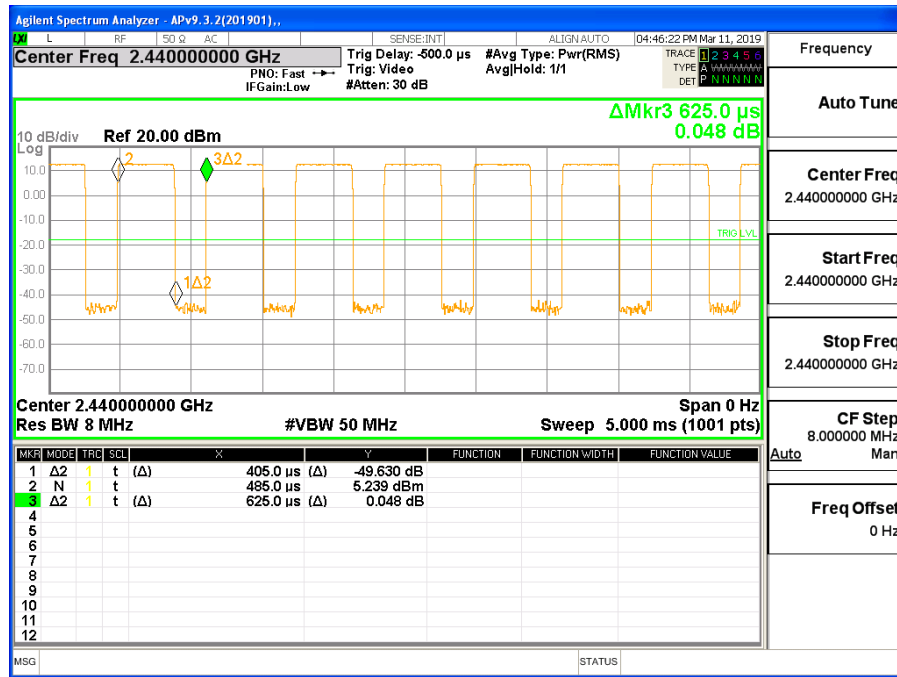 Agilent Spectrum Analyzer - APv9.3.2(201901),,
LXI L RF 50 Ω AC SENSE:INT ALIGN AUTO 04:46:22 PM Mar 11, 2019
Center Freq 2.440000000 GHz
PNO: Fast
IFGain:Low
Trig Delay: -500.0 µs
Trig: Video
#Atten: 30 dB
#Avg Type: Pwr(RMS)
Avg|Hold: 1/1
TRACE 1 2 3 4 5 6
TYPE A WWWWW
DET P N N N N N
ΔMkr3 625.0 µs
0.048 dB
10 dB/div Ref 20.00 dBm
Log
10.0
0.00
-10.0
-20.0
-30.0
-40.0
-50.0
-60.0
-70.0
2
3Δ2
1Δ2
TRIG LVL
Center 2.440000000 GHz Span 0 Hz
Res BW 8 MHz #VBW 50 MHz Sweep 5.000 ms (1001 pts)
MKR MODE TRC SCL X Y FUNCTION FUNCTION WIDTH FUNCTION VALUE
1 Δ2 1 t (Δ) 405.0 µs (Δ) -49.630 dB
2 N 1 t 485.0 µs 5.239 dBm
3 Δ2 1 t (Δ) 625.0 µs (Δ) 0.048 dB
4
5
6
7
8
9
10
11
12
MSG STATUS
Frequency
Auto Tune
Center Freq
2.440000000 GHz
Start Freq
2.440000000 GHz
Stop Freq
2.440000000 GHz
CF Step
8.000000 MHz
Auto Man
Freq Offset
0 Hz